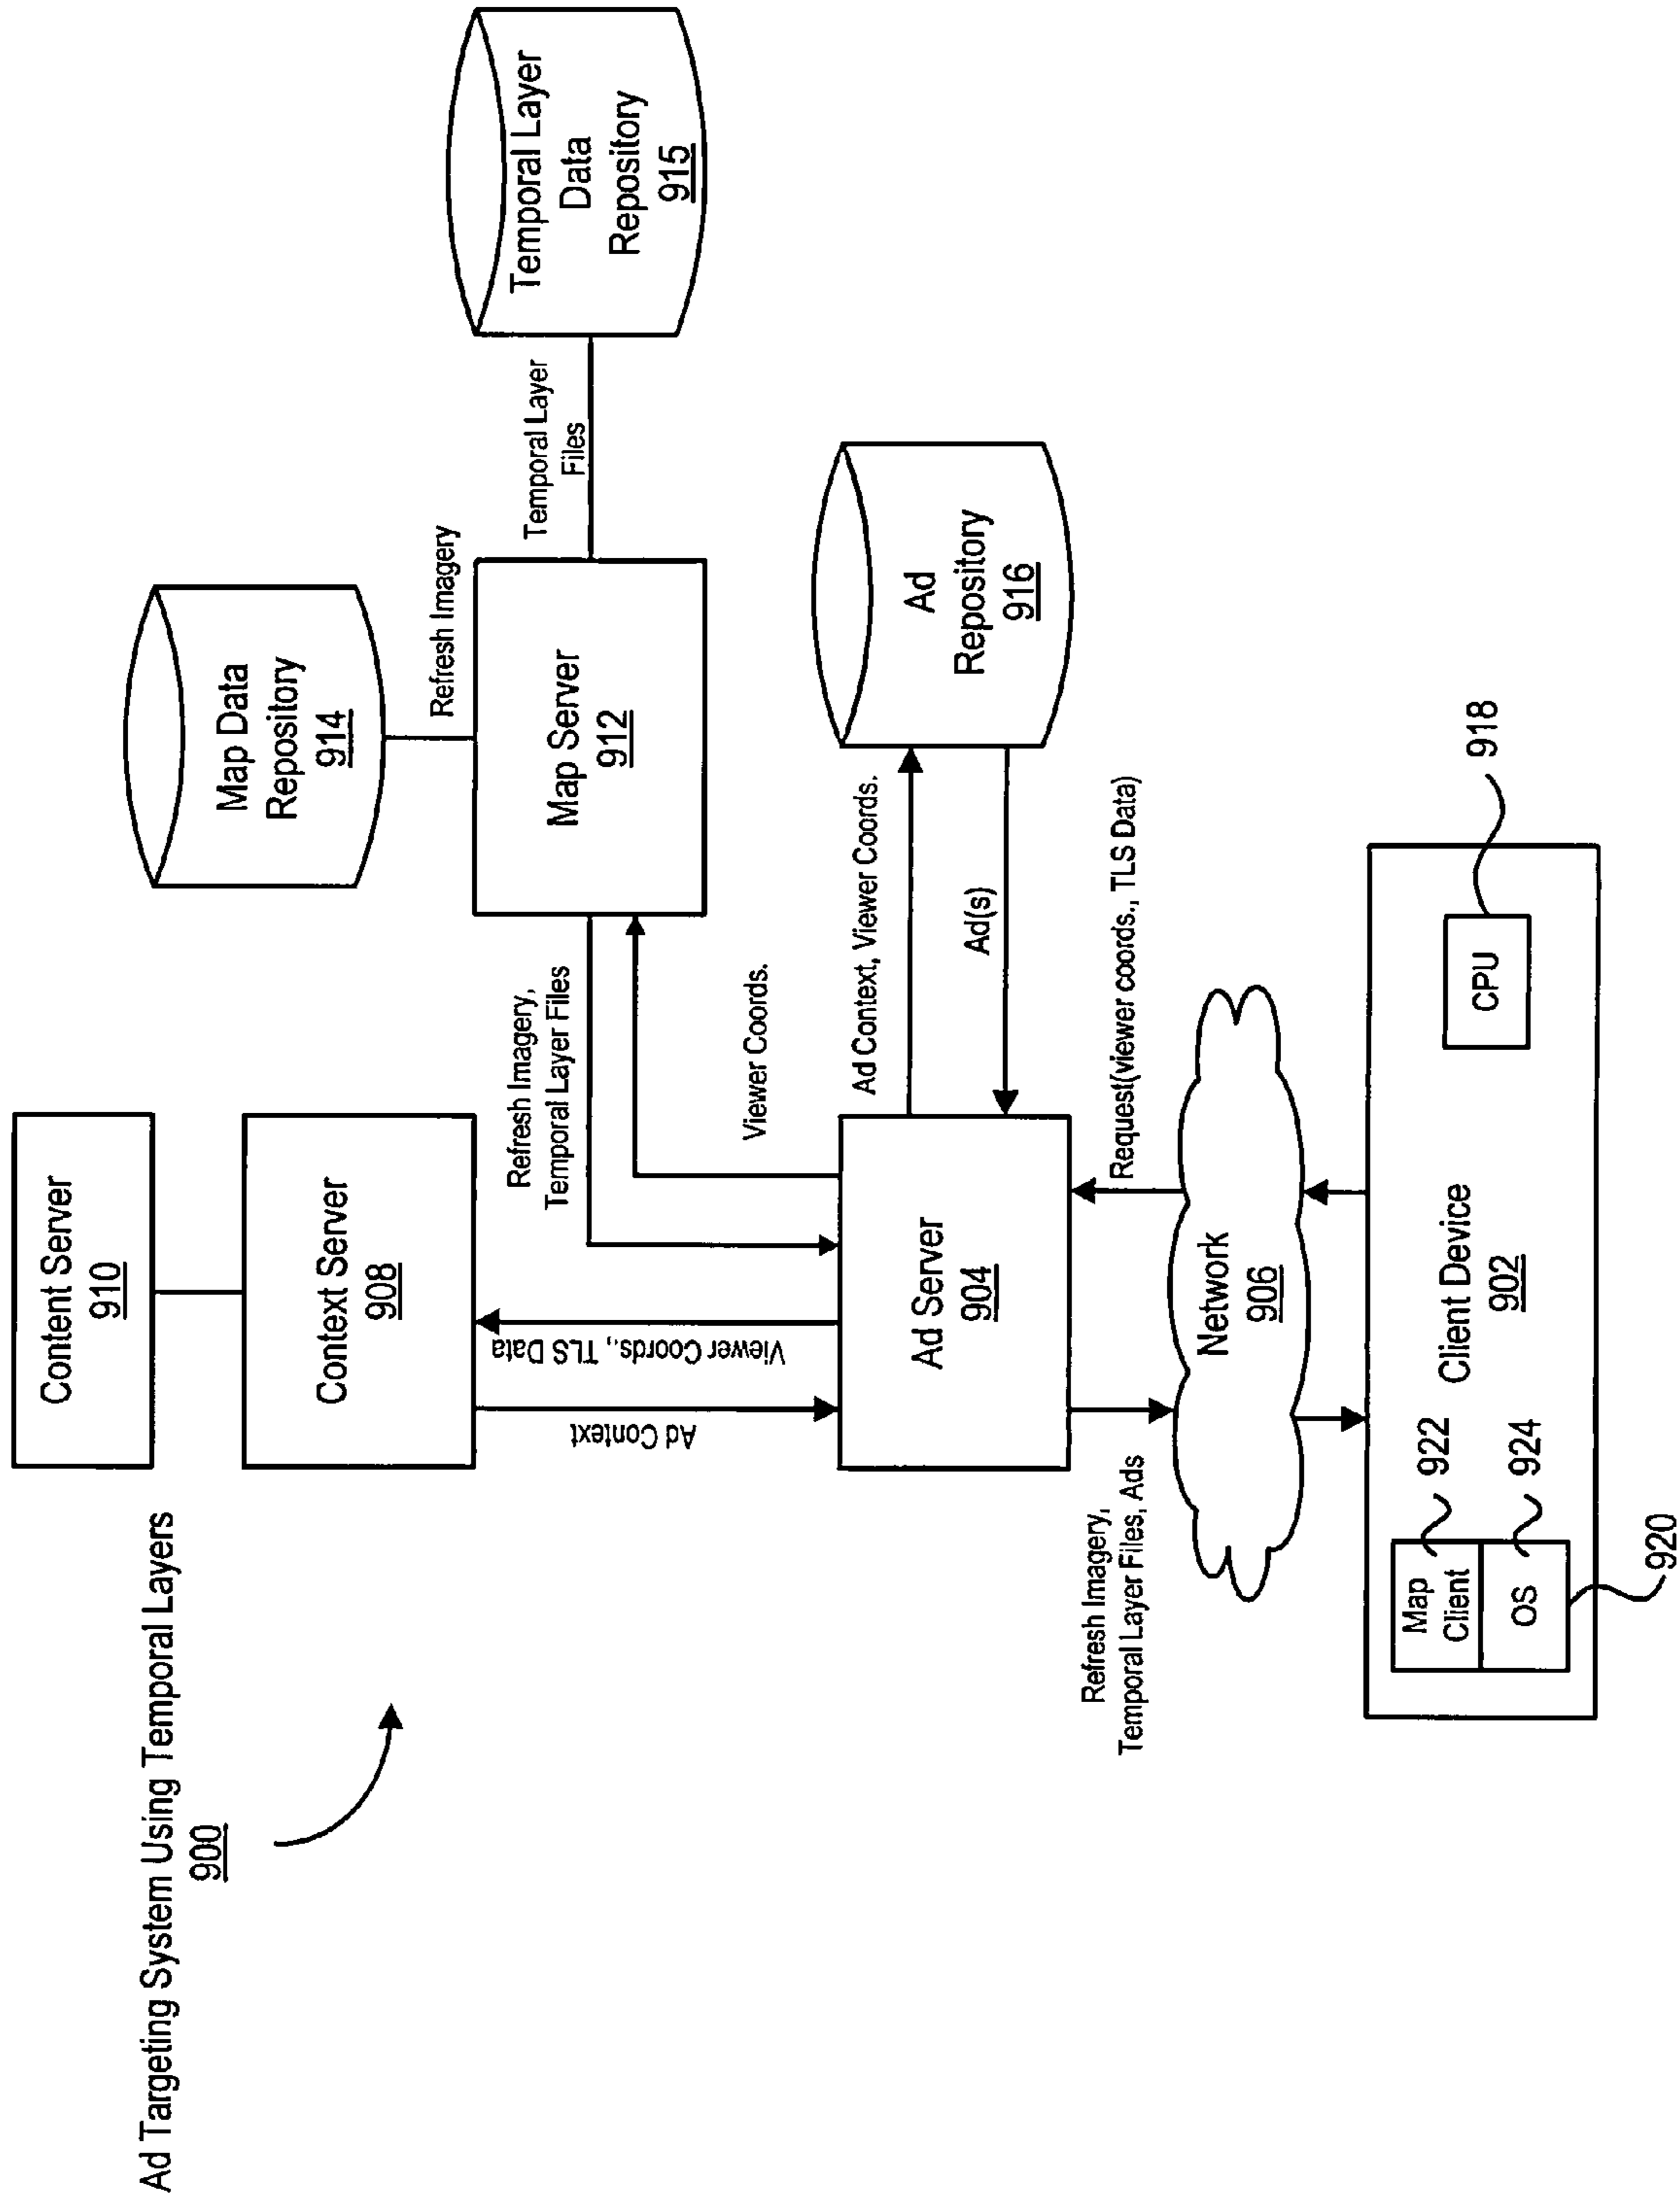 Ad Targeting System Using Temporal Layers
900
Content Server
910
Context Server
908
Map Data
Repository
914
Refresh Imagery
Map Server
912
Temporal Layer
Files
Temporal Layer
Data
Repository
915
Refresh Imagery,
Temporal Layer Files
Viewer Coords.
Viewer Coords., TLS Data
Ad Context
Ad Server
904
Ad Context, Viewer Coords.
Ad(s)
Ad
Repository
916
Refresh Imagery,
Temporal Layer Files, Ads
Request(viewer coords., TLS Data)
Network
906
Client Device
902
Map
Client
922
OS
924
920
CPU
918